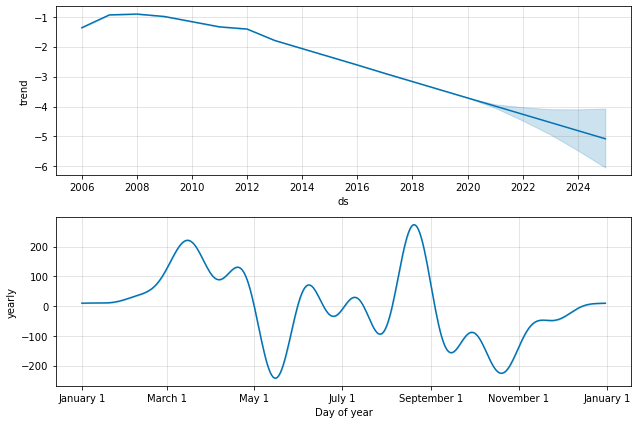 −1
−2
−3
−4
−5
−6
trend
2006 2008 2010 2012 2014 2016 2018 2020 2022 2024
ds
200
100
0
−100
−200
yearly
January 1 March 1 May 1 July 1 September 1 November 1 January 1
Day of year